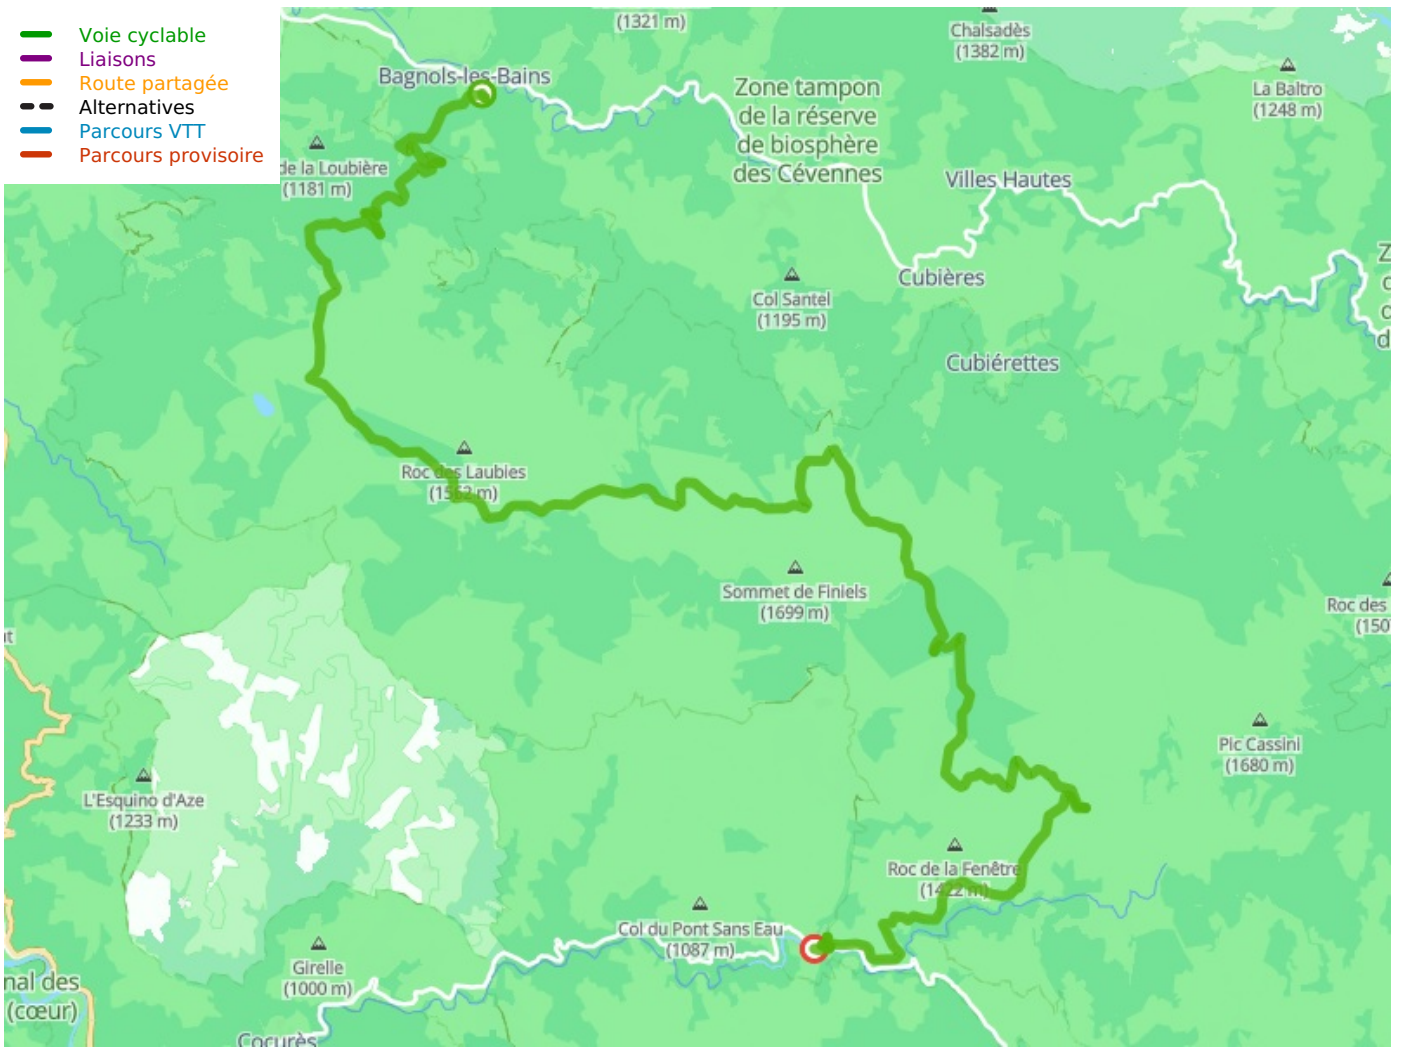 Voie cyclable
Liaisons
Route partagée
Alternatives
Parcours VTT
Parcours provisoire
(1321 m)
Chalsadès
(1382 m)
Bagnols-les-Bains
Zone tampon
de la réserve
de biosphère
des Cévennes
La Baltro
(1248 m)
de la Loubière
(1181 m)
Villes Hautes
Cubières
Col Santel
(1195 m)
Cubiérettes
Roc des Laubies
(1562 m)
Sommet de Finiels
(1699 m)
Roc des
(150
Pic Cassini
(1680 m)
L'Esquino d'Aze
(1233 m)
Roc de la Fenêtre
(1422 m)
Col du Pont Sans Eau
(1087 m)
Girelle
(1000 m)
nal des
(cœur)
Cocurès